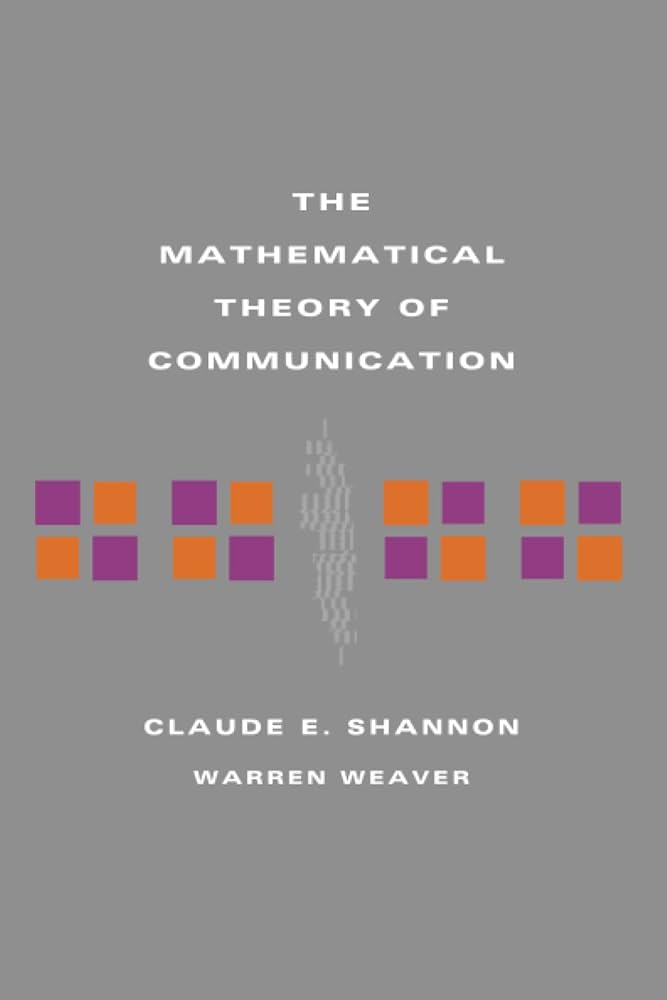 THE
MATHEMATICAL
THEORY OF
COMMUNICATION
CLAUDE E. SHANNON
WARREN WEAVER